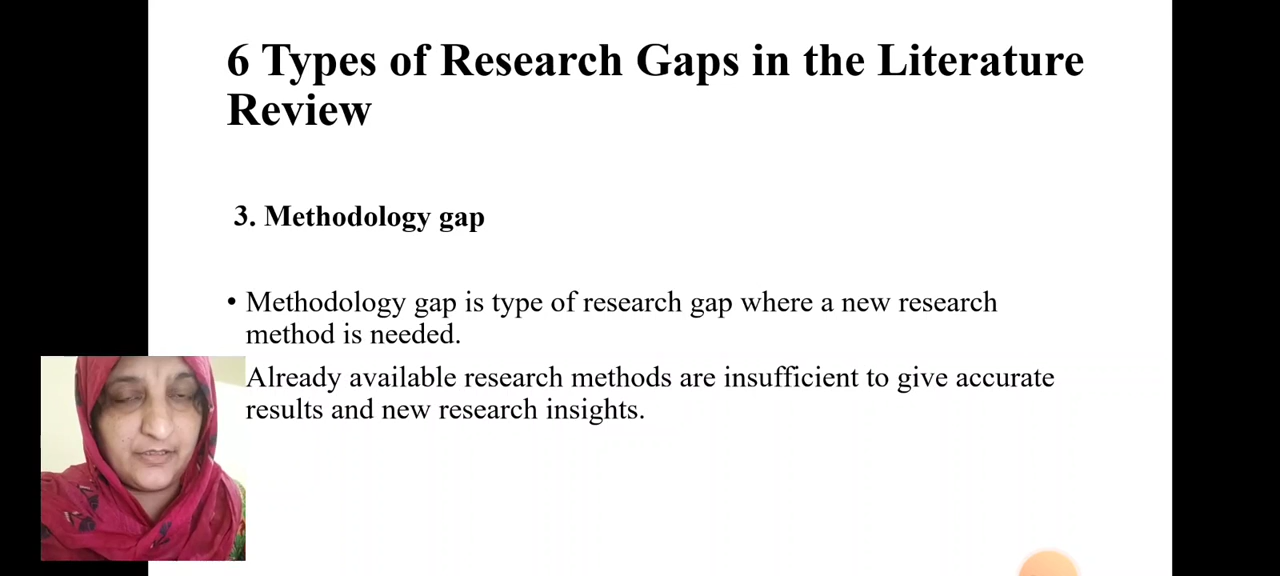 6 Types of Research Gaps in the Literature
Review
3. Methodology gap
• Methodology gap is type of research gap where a new research
method is needed.
Already available research methods are insufficient to give accurate
results and new research insights.